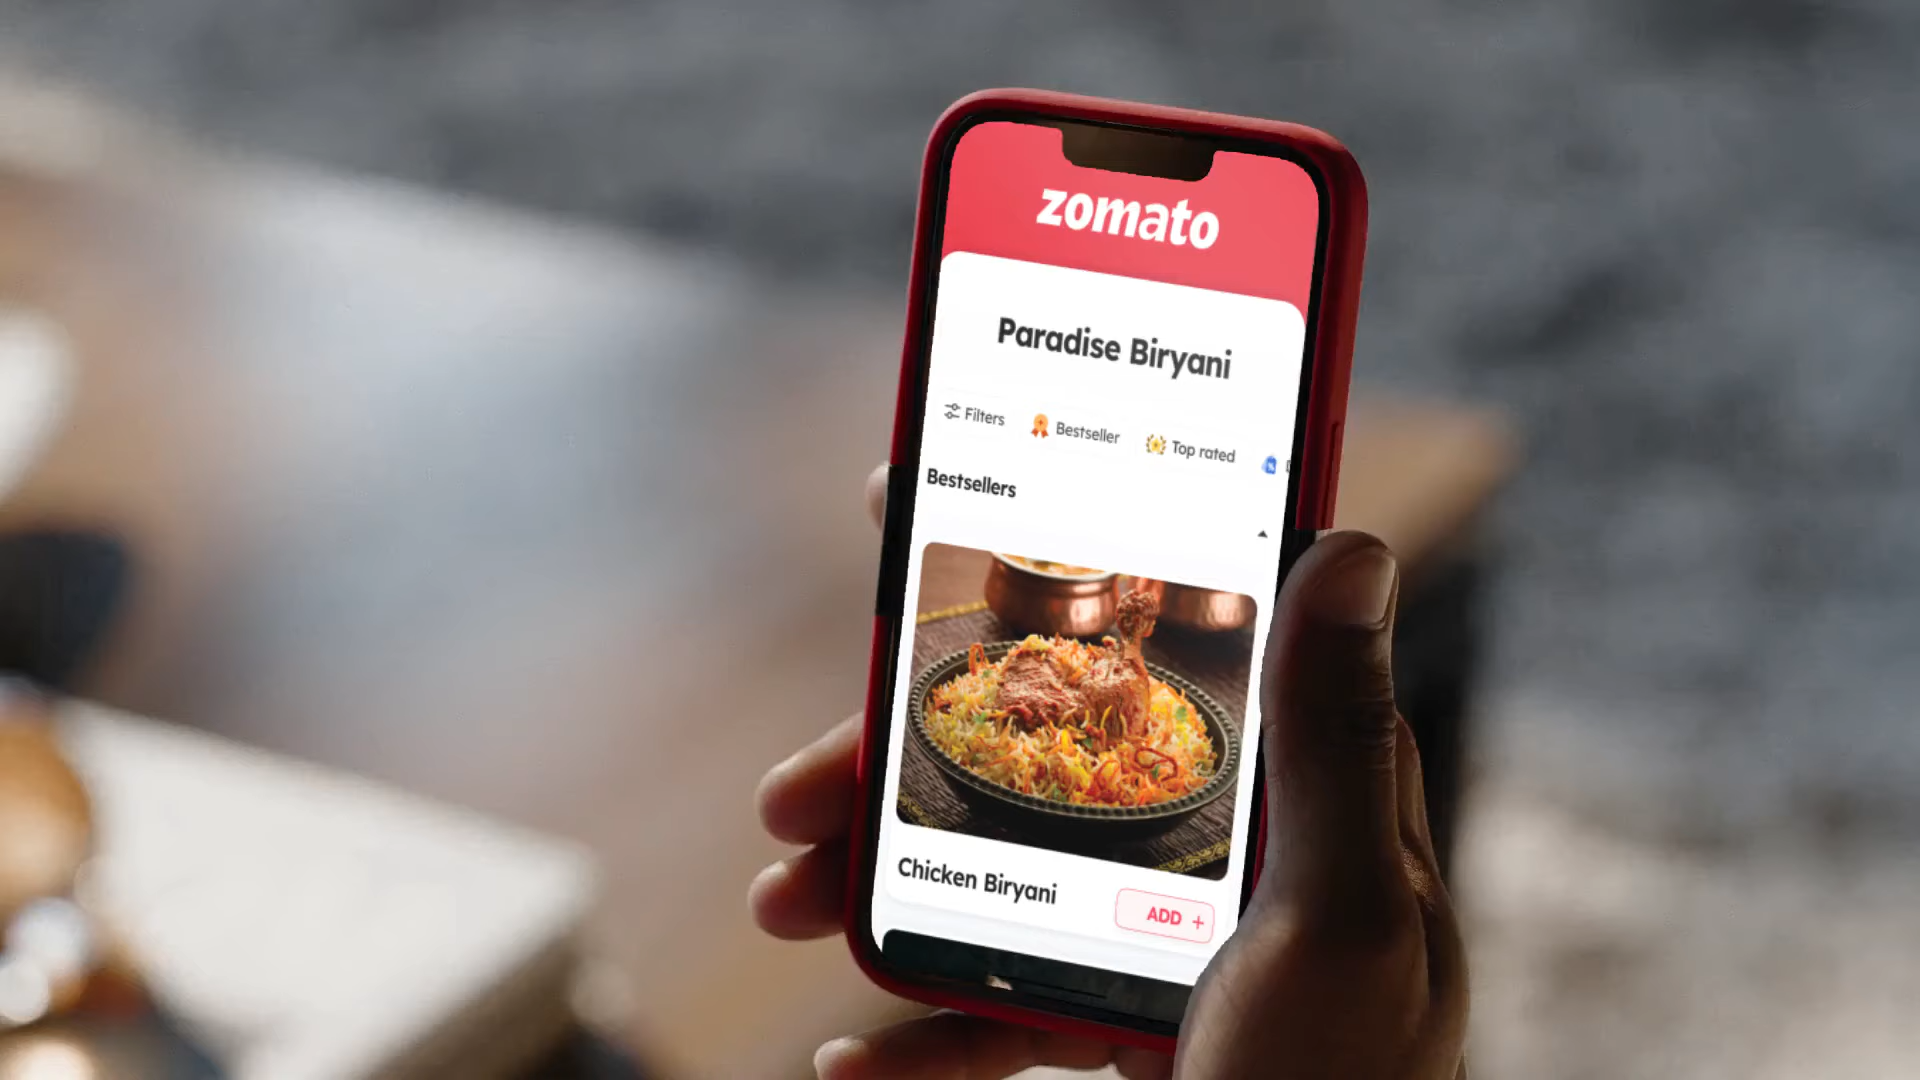 zomato
Paradise Biryani
Filters Bestseller Top rated
Bestsellers
Chicken Biryani
ADD +